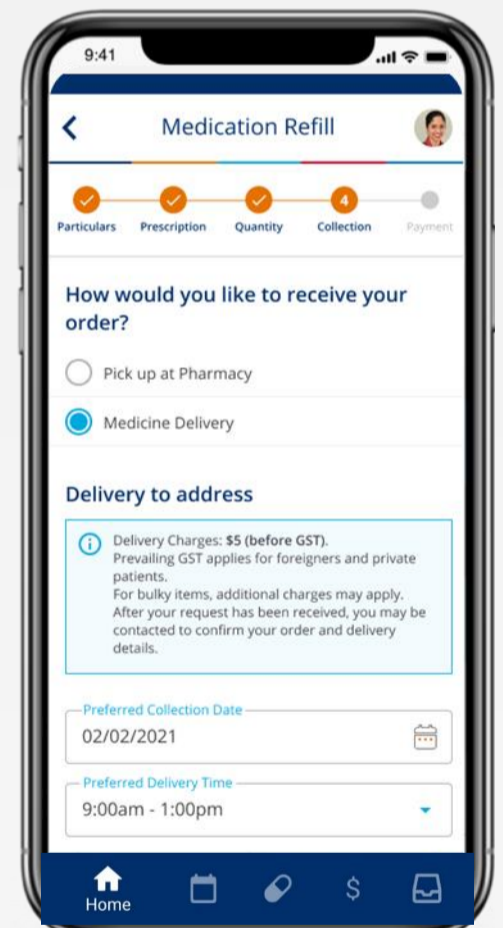 9:41
Medication Refill
4
Particulars Prescription Quantity Collection Payment
How would you like to receive your
order?
Pick up at Pharmacy
Medicine Delivery
Delivery to address
Delivery Charges: $5 (before GST).
Prevailing GST applies for foreigners and private
patients.
For bulky items, additional charges may apply.
After your request has been received, you may be
contacted to confirm your order and delivery
details.
Preferred Collection Date
02/02/2021
Preferred Delivery Time
9:00am - 1:00pm
$
Home